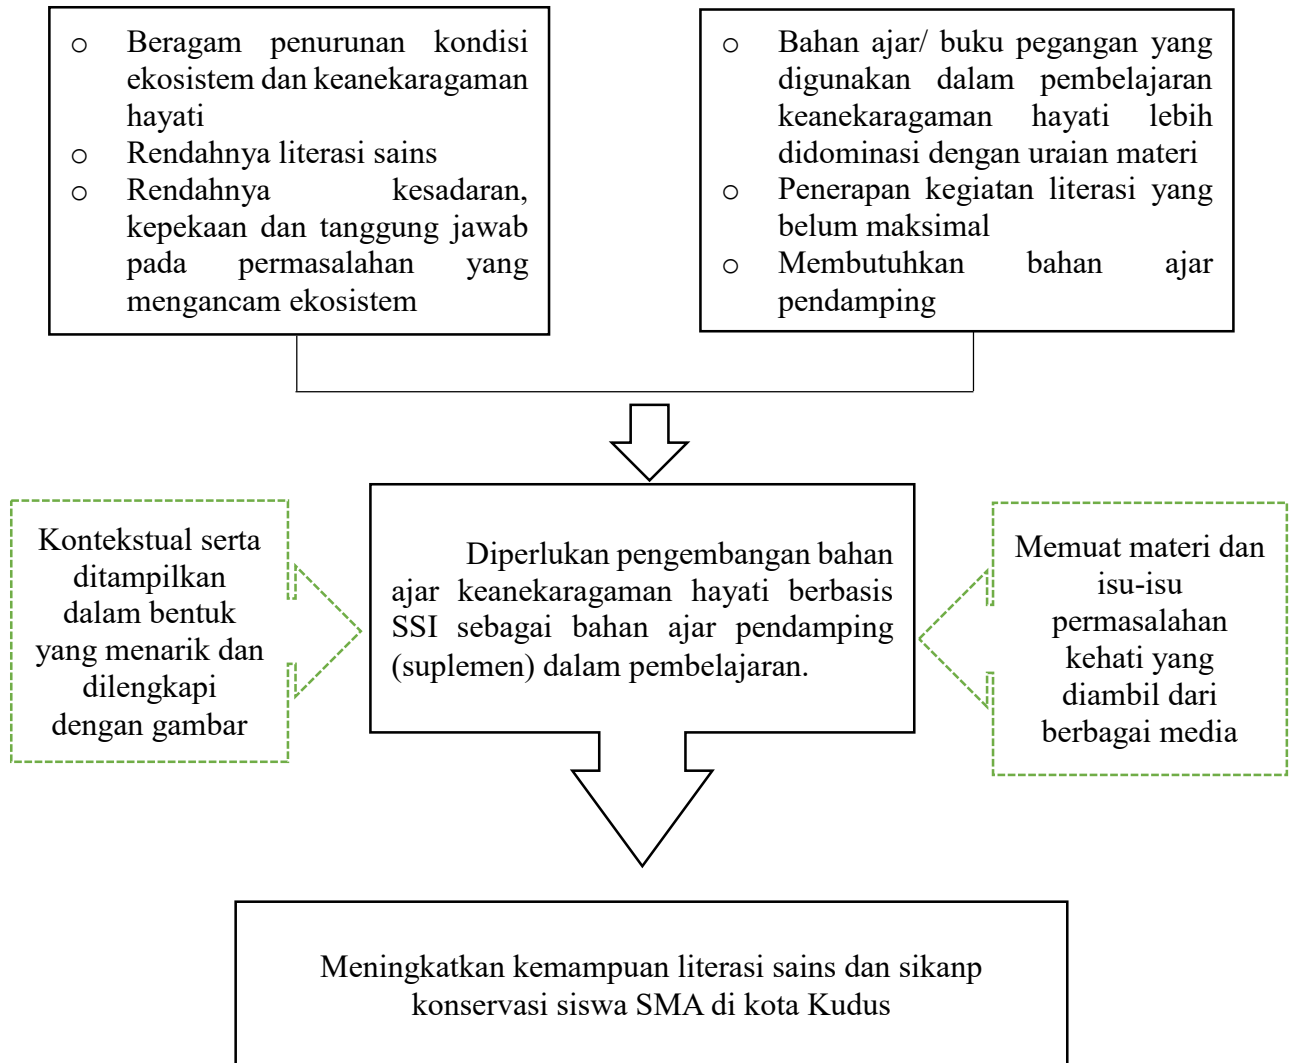 o Beragam penurunan kondisi
ekosistem dan keanekaragaman
hayati
o Rendahnya literasi sains
o Rendahnya kesadaran,
kepekaan dan tanggung jawab
pada permasalahan yang
mengancam ekosistem
o Bahan ajar/ buku pegangan yang
digunakan dalam pembelajaran
keanekaragaman hayati lebih
didominasi dengan uraian materi
o Penerapan kegiatan literasi yang
belum maksimal
o Membutuhkan bahan ajar
pendamping
Kontekstual serta
ditampilkan
dalam bentuk
yang menarik dan
dilengkapi
dengan gambar
Diperlukan pengembangan bahan
ajar keanekaragaman hayati berbasis
SSI sebagai bahan ajar pendamping
(suplemen) dalam pembelajaran.
Memuat materi dan
isu-isu
permasalahan
kehati yang
diambil dari
berbagai media
Meningkatkan kemampuan literasi sains dan sikanp
konservasi siswa SMA di kota Kudus